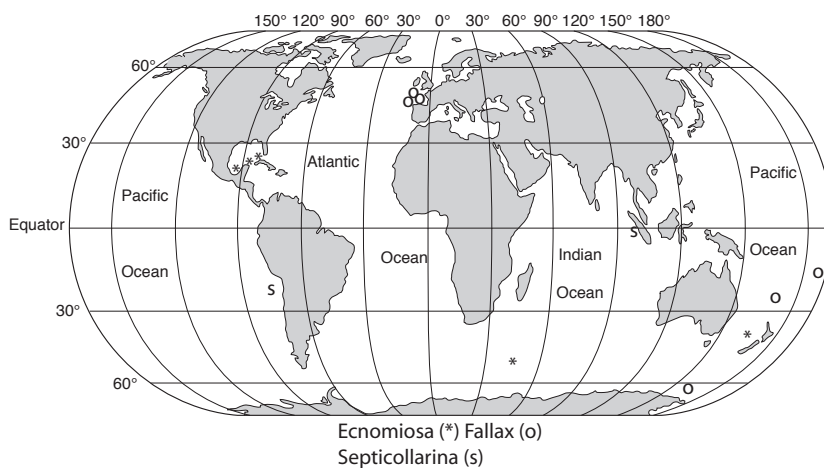 150° 120° 90° 60° 30° 0° 30° 60° 90° 120° 150° 180°
60°
30°
Atlantic
Pacific
Pacific
Equator
Ocean
Indian
Ocean
Ocean
Ocean
30°
60°
Ecnomiosa (*) Fallax (o)
Septicollarina (s)